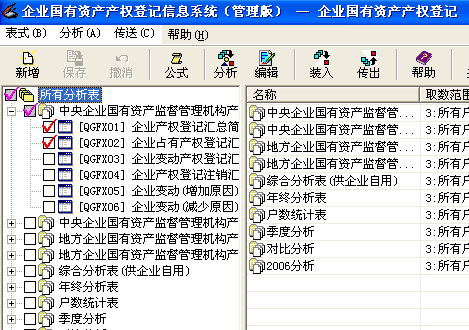 企业国有资产产权登记信息系统（管理版） — 企业国有资产产权登记
表式(B) 分析(A) 传送(C) 帮助(H)
新增 保存 撤消 公式 分析 编辑 装入 传出 帮助
所有分析表
中央企业国有资产监督管理机构产
[QGFX01] 企业产权登记汇总简
[QGFX02] 企业占有产权登记汇
[QGFX03] 企业变动产权登记汇
[QGFX04] 企业产权登记注销汇
[QGFX05] 企业变动(增加原因)
[QGFX06] 企业变动(减少原因)
中央企业国有资产监督管理机构产
地方企业国有资产监督管理机构产
地方企业国有资产监督管理机构产
综合分析表(供企业自用)
年终分析表
户数统计表
季度分析
名称 取数范围
中央企业国有资产监督管... 3:所有户
中央企业国有资产监督管... 3:所有户
地方企业国有资产监督管... 3:所有户
地方企业国有资产监督管... 3:所有户
综合分析表(供企业自用) 3:所有户
年终分析表 3:所有户
户数统计表 3:所有户
季度分析 3:所有户
对比分析 3:所有户
2006分析 3:所有户